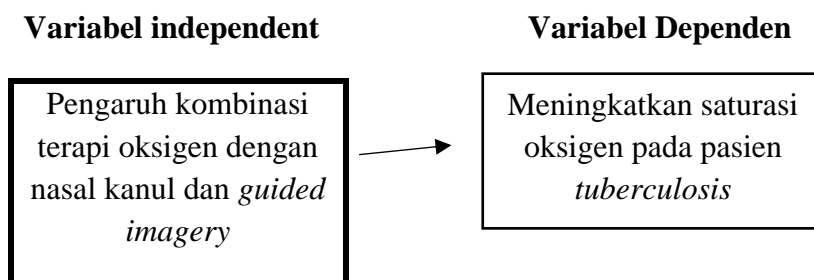 Variabel independent
Variabel Dependen
Pengaruh kombinasi
terapi oksigen dengan
nasal kanul dan guided
imagery
Meningkatkan saturasi
oksigen pada pasien
tuberculosis